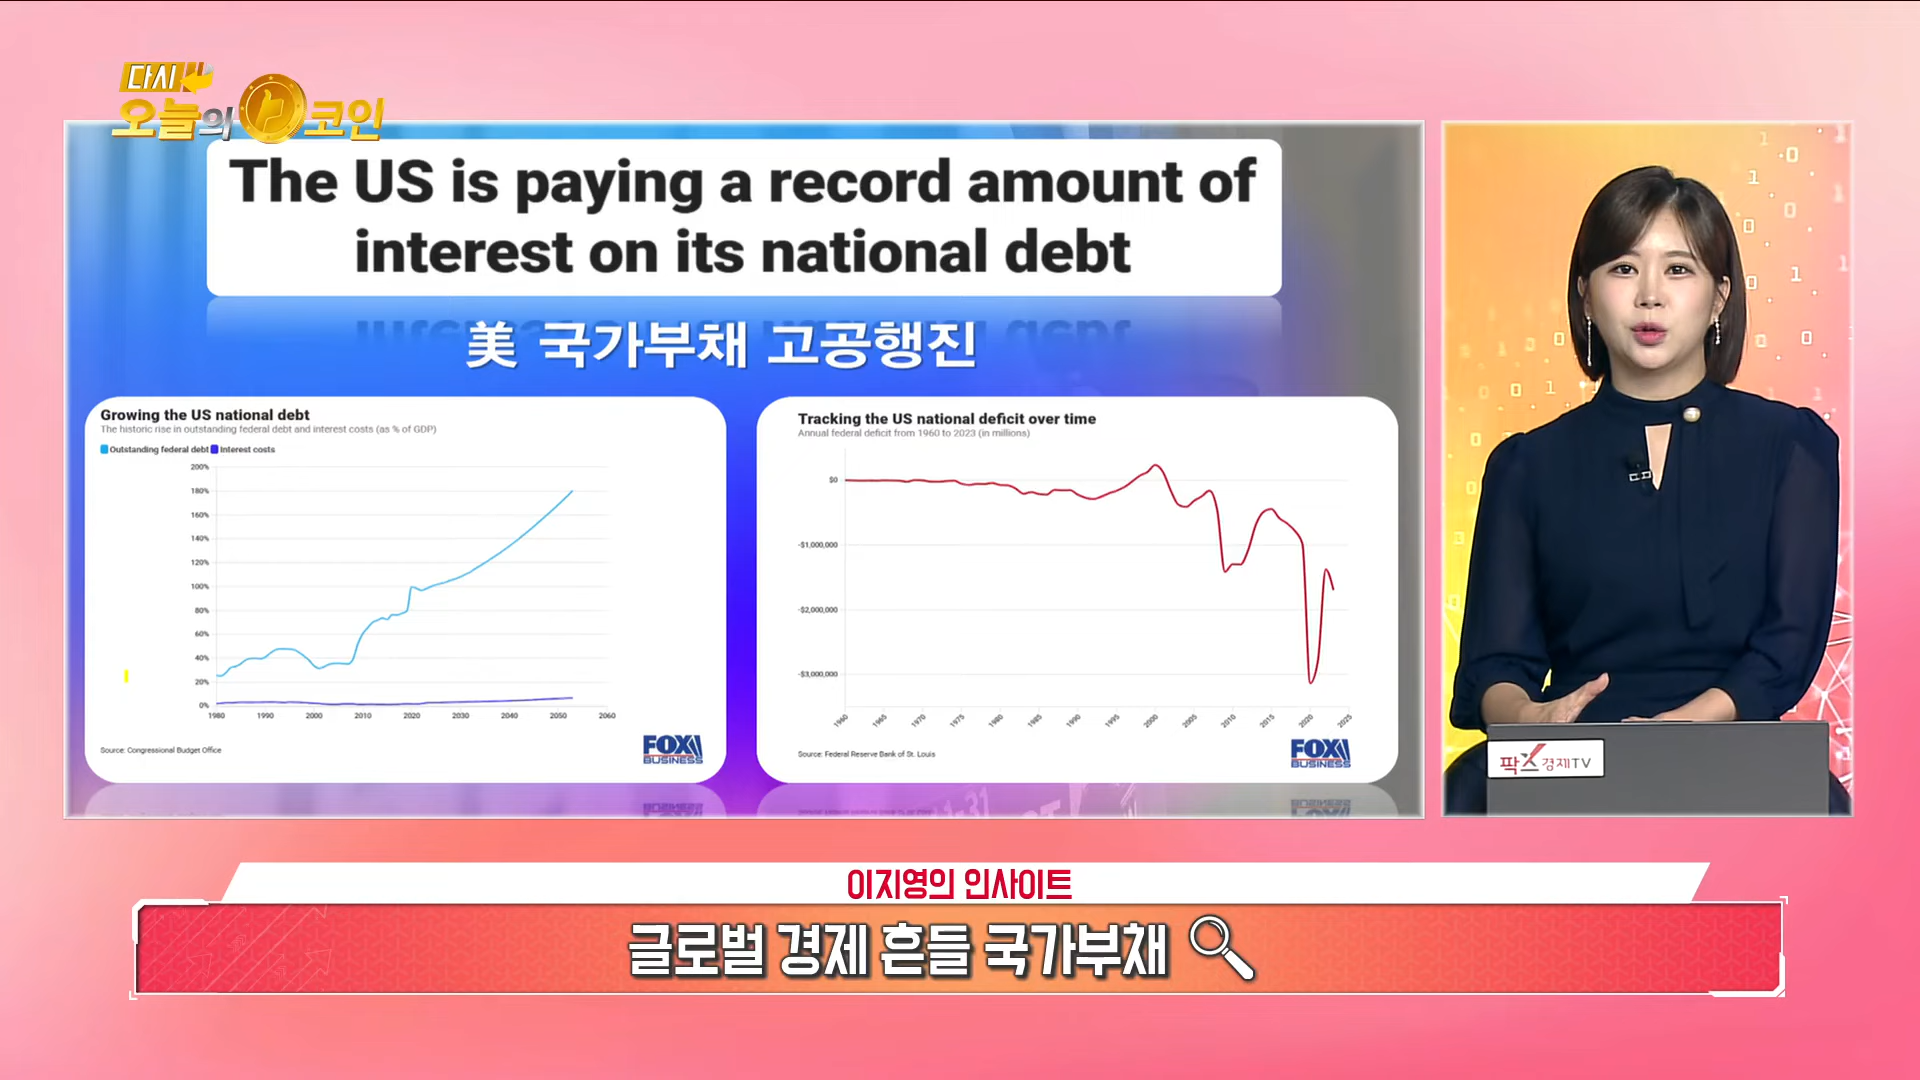 다시
오늘의 코인
The US is paying a record amount of
interest on its national debt
美 국가부채 고공행진
Growing the US national debt
The historic rise in outstanding federal debt and interest costs (as % of GDP)
Outstanding federal debt Interest costs
200%
180%
160%
140%
120%
100%
80%
60%
40%
20%
0%
1980 1990 2000 2010 2020 2030 2040 2050 2060
Source: Congressional Budget Office
FOX
BUSINESS
Tracking the US national deficit over time
Annual federal deficit from 1960 to 2023 (in millions)
$0
-$1,000,000
-$2,000,000
-$3,000,000
1960 1965 1970 1975 1980 1985 1990 1995 2000 2005 2010 2015 2020 2025
Source: Federal Reserve Bank of St. Louis
FOX
BUSINESS
팍스경제TV
이지영의 인사이트
글로벌 경제 흔들 국가부채